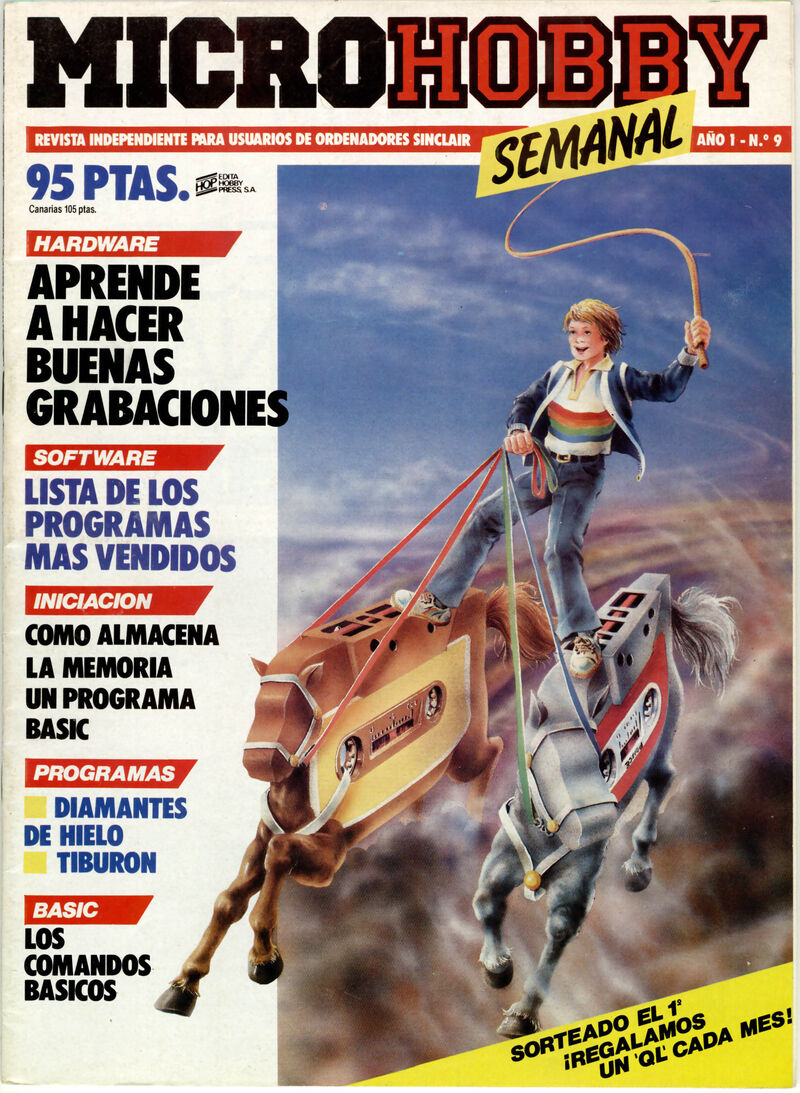 MICROHOBBY
REVISTA INDEPENDIENTE PARA USUARIOS DE ORDENADORES SINCLAIR
SEMANAL
AÑO 1 - N.º 9
95 PTAS.
Canarias 105 ptas.
HOP
EDITA
HOBBY
PRESS, S.A.
HARDWARE
APRENDE
A HACER
BUENAS
GRABACIONES
SOFTWARE
LISTA DE LOS
PROGRAMAS
MAS VENDIDOS
INICIACION
COMO ALMACENA
LA MEMORIA
UN PROGRAMA
BASIC
PROGRAMAS
DIAMANTES
DE HIELO
TIBURON
BASIC
LOS
COMANDOS
BASICOS
SORTEADO EL 1º
¡REGALAMOS
UN 'QL' CADA MES!